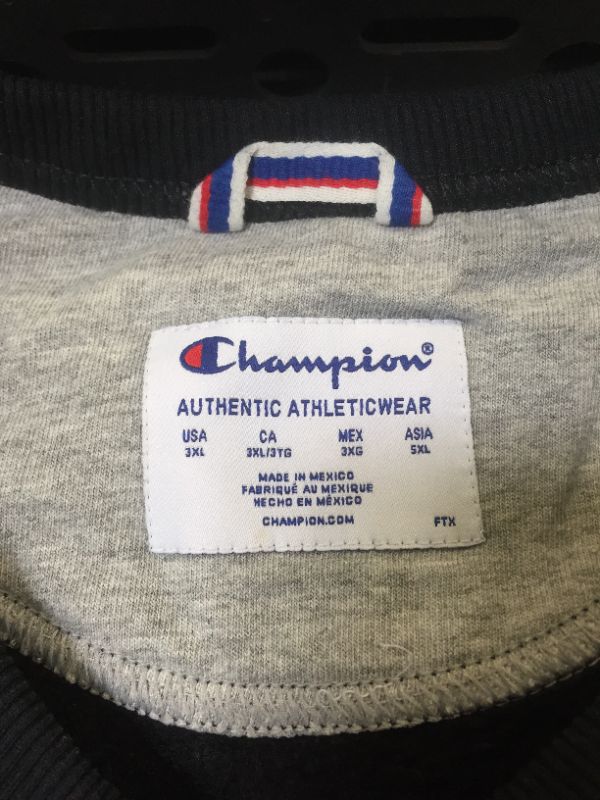 Champion®
AUTHENTIC ATHLETICWEAR
USA CA MEX ASIA
3XL 3XL/3TG 3XG 5XL
MADE IN MEXICO
FABRIQUÉ AU MEXIQUE
HECHO EN MÉXICO
CHAMPION.COM FTX